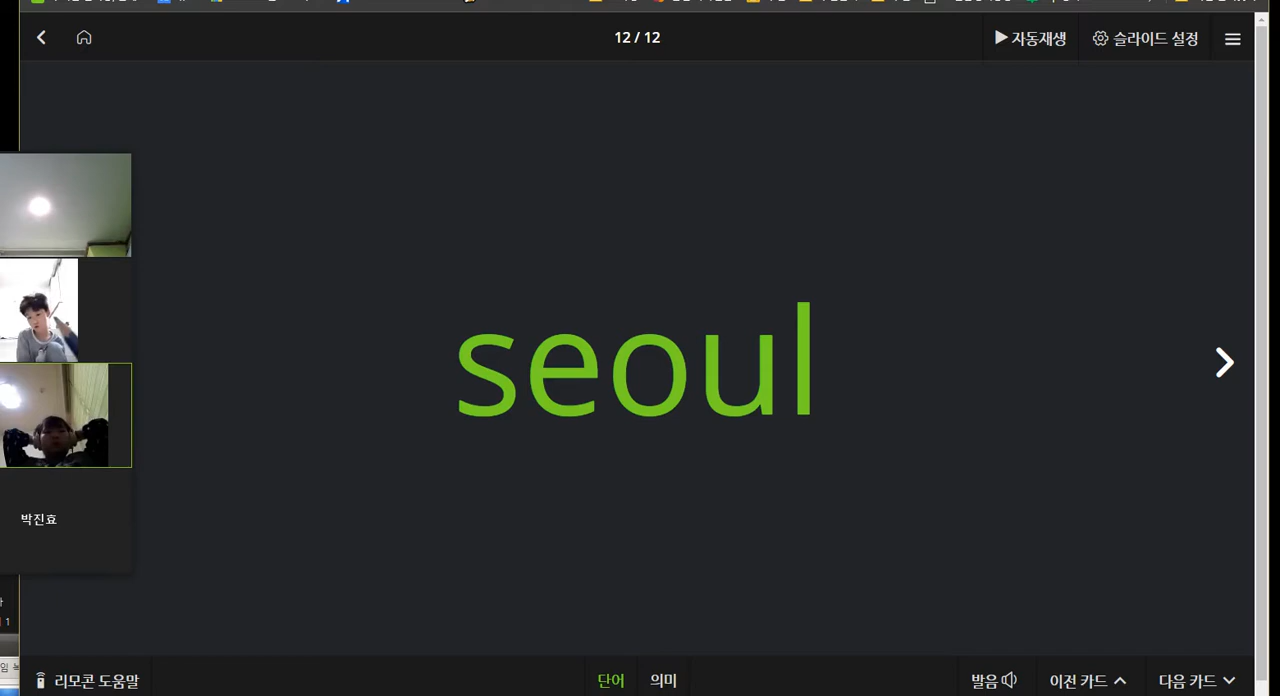 12 / 12
자동재생
슬라이드 설정
seoul
박진효
1
리모콘 도움말
단어
의미
발음
이전 카드
다음 카드